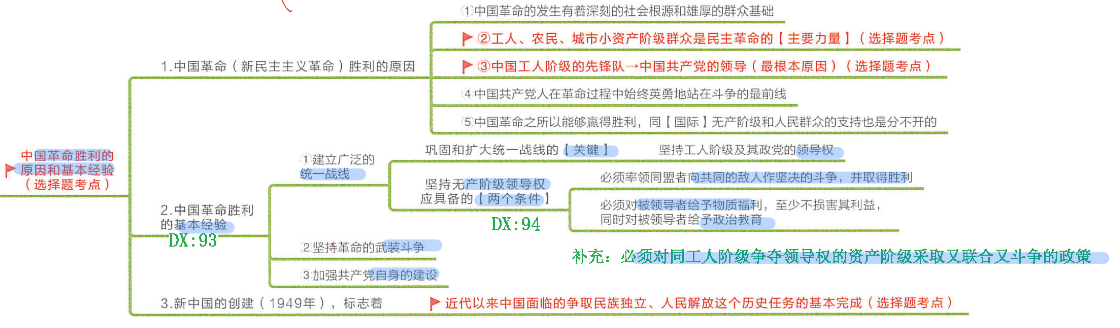 ①中国革命的发生有着深刻的社会根源和雄厚的群众基础
②工人、农民、城市小资产阶级群众是民主革命的【主要力量】(选择题考点)
1.中国革命(新民主主义革命)胜利的原因
③中国工人阶级的先锋队→中国共产党的领导(最根本原因)(选择题考点)
④中国共产党人在革命过程中始终英勇地站在斗争的最前线
⑤中国革命之所以能够赢得胜利，同【国际】无产阶级和人民群众的支持也是分不开的
中国革命胜利的
原因和基本经验
(选择题考点)
2.中国革命胜利
的基本经验
DX:93
①建立广泛的
统一战线
巩固和扩大统一战线的【关键】
坚持工人阶级及其政党的领导权
坚持无产阶级领导权
应具备的【两个条件】
DX:94
必须率领同盟者向共同的敌人作坚决的斗争，并取得胜利
必须对被领导者给予物质福利，至少不损害其利益，
同时对被领导者给予政治教育
补充：必须对同工人阶级争夺领导权的资产阶级采取又联合又斗争的政策
②坚持革命的武装斗争
③加强共产党自身的建设
3.新中国的创建(1949年)，标志着
近代以来中国面临的争取民族独立、人民解放这个历史任务的基本完成(选择题考点)